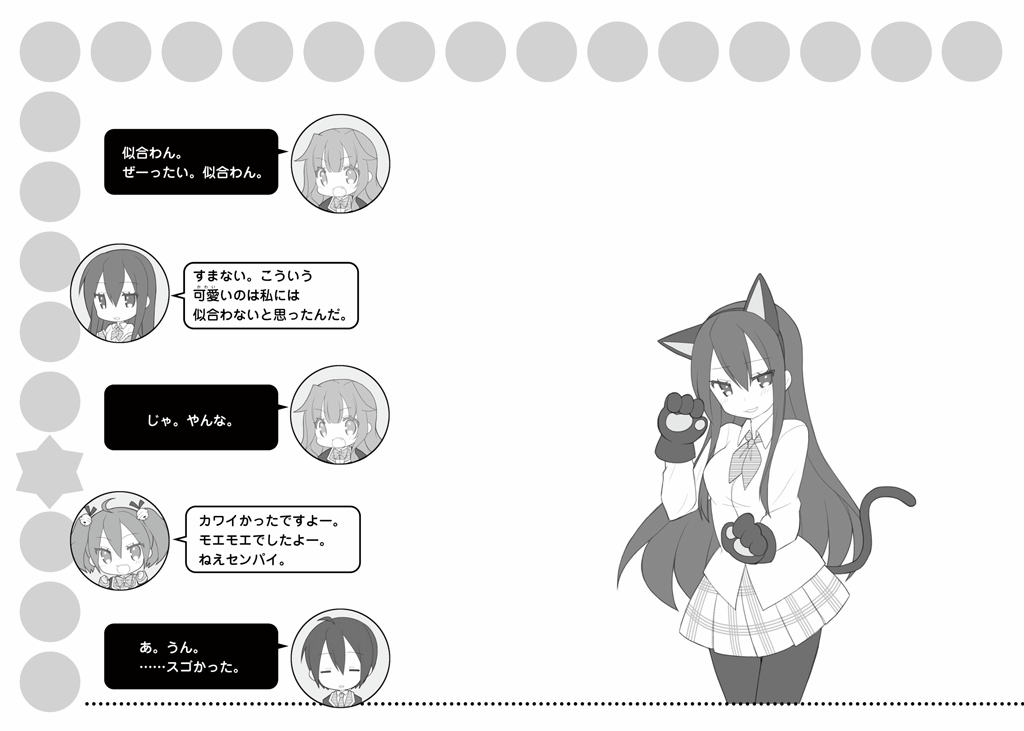 似合わん。
ぜーったい。似合わん。
すまない。こういう
可愛いのは私には
似合わないと思ったんだ。
じゃ。やんな。
カワイかったですよー。
モエモエでしたよー。
ねえセンパイ。
あ。うん。
……スゴかった。